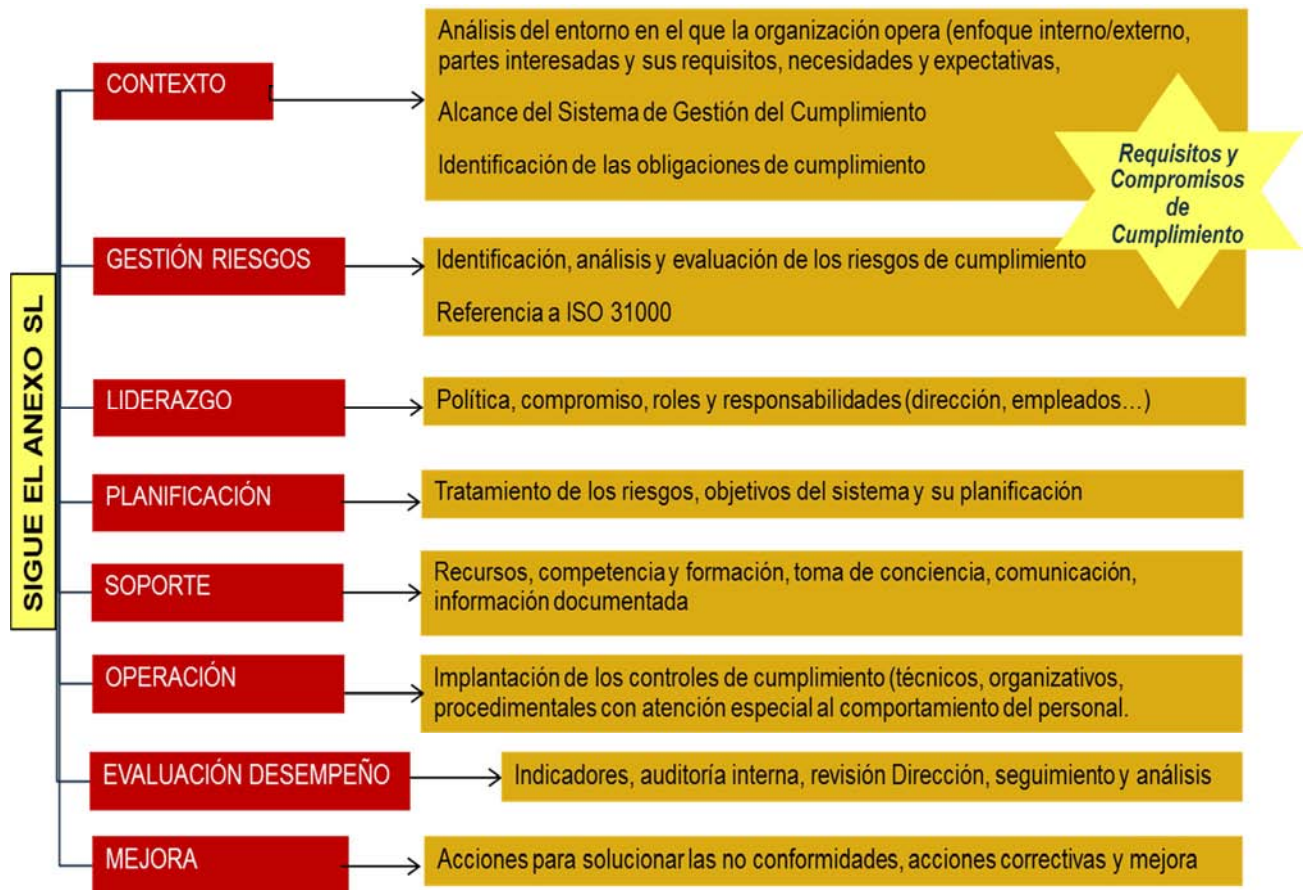 SIGUE EL ANEXO SL
CONTEXTO
Análisis del entorno en el que la organización opera (enfoque interno/externo,
partes interesadas y sus requisitos, necesidades y expectativas,
Alcance del Sistema de Gestión del Cumplimiento
Identificación de las obligaciones de cumplimiento
Requisitos y
Compromisos
de
Cumplimiento
GESTIÓN RIESGOS
Identificación, análisis y evaluación de los riesgos de cumplimiento
Referencia a ISO 31000
LIDERAZGO
Política, compromiso, roles y responsabilidades (dirección, empleados…)
PLANIFICACIÓN
Tratamiento de los riesgos, objetivos del sistema y su planificación
SOPORTE
Recursos, competencia y formación, toma de conciencia, comunicación,
información documentada
OPERACIÓN
Implantación de los controles de cumplimiento (técnicos, organizativos,
procedimentales con atención especial al comportamiento del personal.
EVALUACIÓN DESEMPEÑO
Indicadores, auditoría interna, revisión Dirección, seguimiento y análisis
MEJORA
Acciones para solucionar las no conformidades, acciones correctivas y mejora